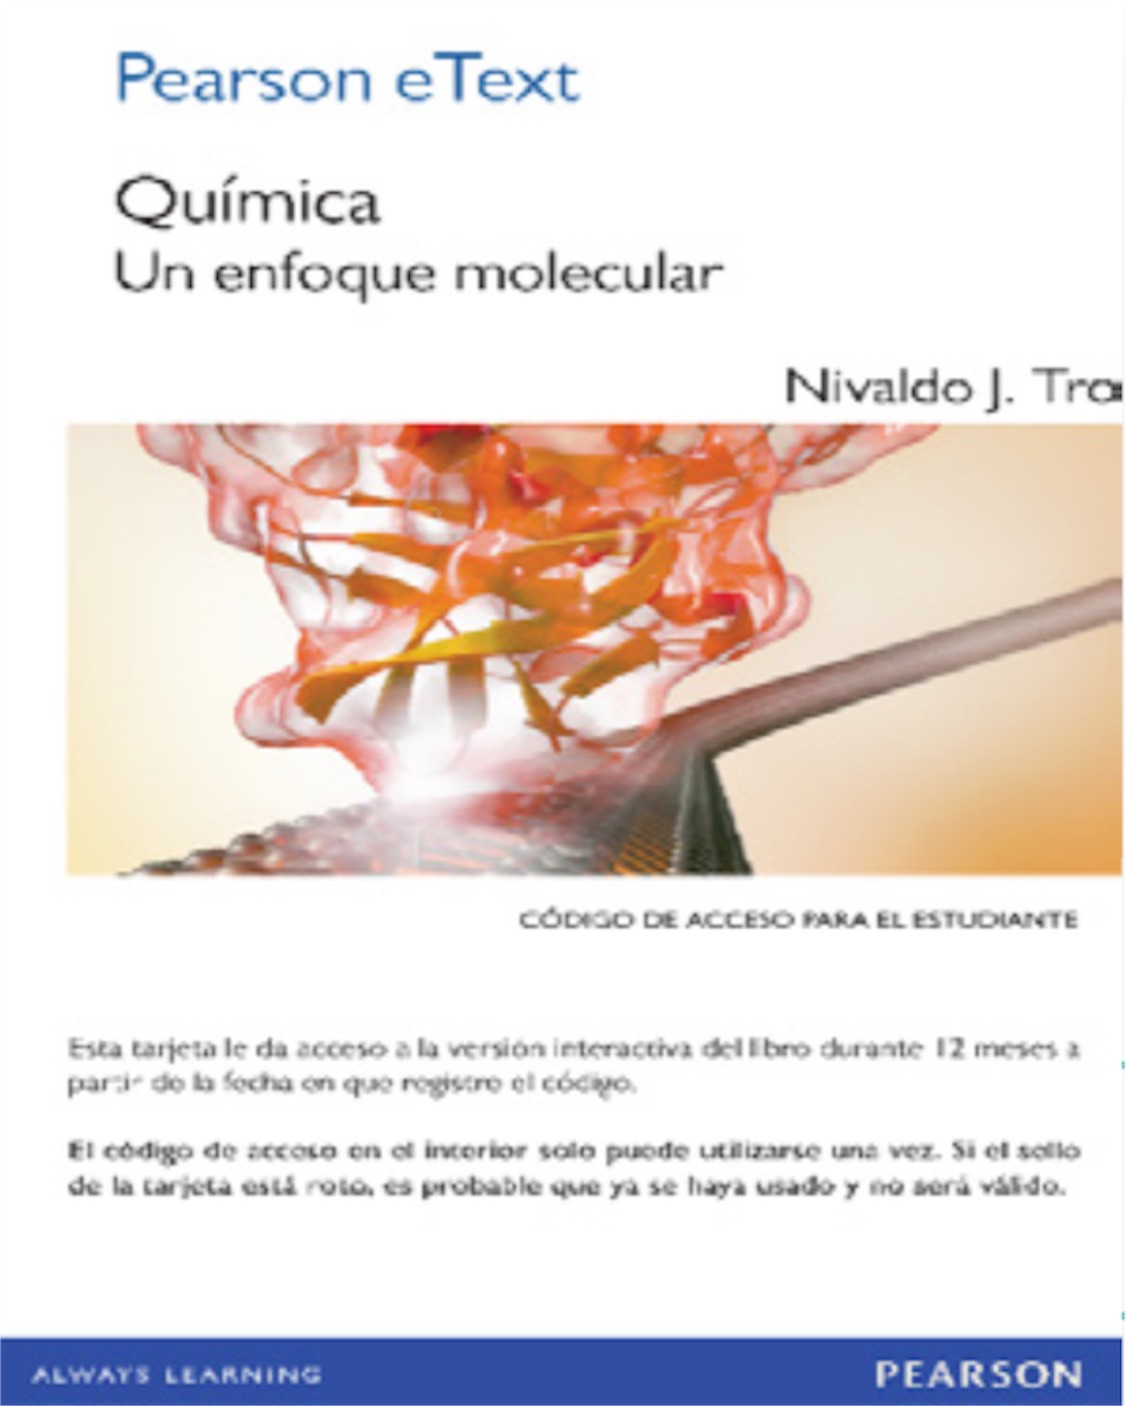 Pearson eText
Química
Un enfoque molecular
Nivaldo J. Tro
CÓDIGO DE ACCESO PARA EL ESTUDIANTE
Esta tarjeta le da acceso a la versión interactiva del libro durante 12 meses a
partir de la fecha en que registre el código.
El código de acceso en el interior solo puede utilizarse una vez. Si el sello
de la tarjeta está roto, es probable que ya se haya usado y no será válido.
ALWAYS LEARNING
PEARSON